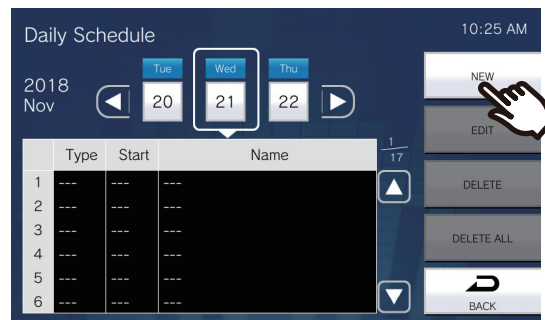 Daily Schedule
10:25 AM
2018
Nov
Tue
20
Wed
21
Thu
22
NEW
EDIT
DELETE
DELETE ALL
BACK
1
17
Type Start Name
1 --- --- ---
2 --- --- ---
3 --- --- ---
4 --- --- ---
5 --- --- ---
6 --- --- ---